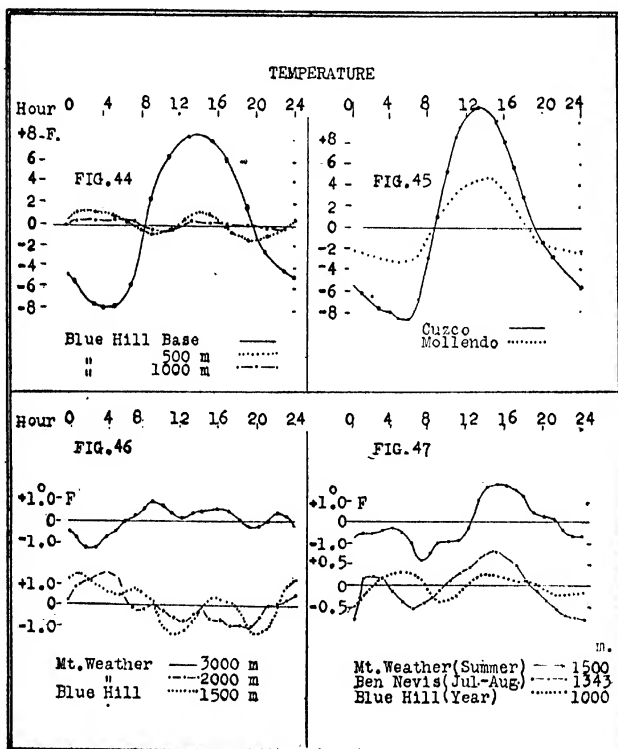 TEMPERATURE
Hour 0 4 8 12 16 20 24
0 4 8 12 16 20 24
+8-F.
6-
4-
2-
0-
-2-
-4-
-6-
-8-
FIG.44
Blue Hill Base
" 500 m
" 1000 m
+8-
6-
4-
2-
0-
-2-
-4-
-6-
-8-
FIG.45
Cuzco
Mollendo
Hour 0 4 8 12 16 20 24
0 4 8 12 16 20 24
FIG.46
+1.0-°F
0-
-1.0-
+1.0-
0-
-1.0-
Mt.Weather 3000 m
" 2000 m
Blue Hill 1500 m
FIG.47
+1.0-°F
0-
-1.0-
+0.5-
0-
-0.5-
m.
Mt.Weather(Summer) 1500
Ben Nevis(Jul-Aug) 1343
Blue Hill(Year) 1000